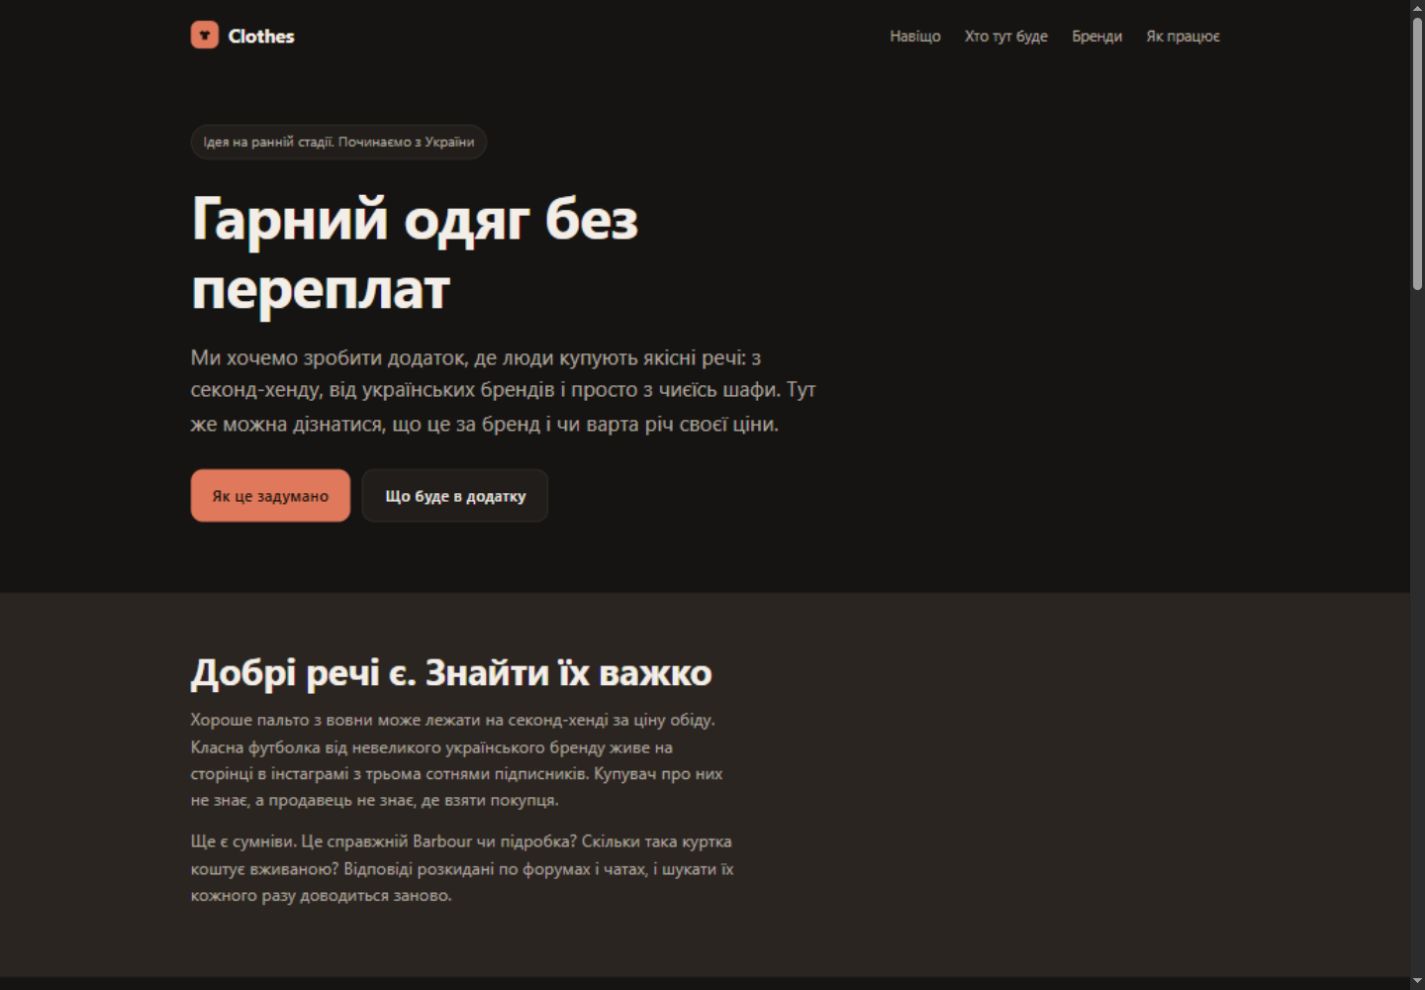 Clothes
Навіщо
Хто тут буде
Бренди
Як працює
Ідея на ранній стадії. Починаємо з України
Гарний одяг без
переплат
Ми хочемо зробити додаток, де люди купують якісні речі: з
секонд-хенду, від українських брендів і просто з чиєїсь шафи. Тут
же можна дізнатися, що це за бренд і чи варта річ своєї ціни.
Як це задумано
Що буде в додатку
Добрі речі є. Знайти їх важко
Хороше пальто з вовни може лежати на секонд-хенді за ціну обіду.
Класна футболка від невеликого українського бренду живе на
сторінці в інстаграмі з трьома сотнями підписників. Купувач про них
не знає, а продавець не знає, де взяти покупця.
Ще є сумніви. Це справжній Barbour чи підробка? Скільки така куртка
коштує вживаною? Відповіді розкидані по форумах і чатах, і шукати їх
кожного разу доводиться заново.